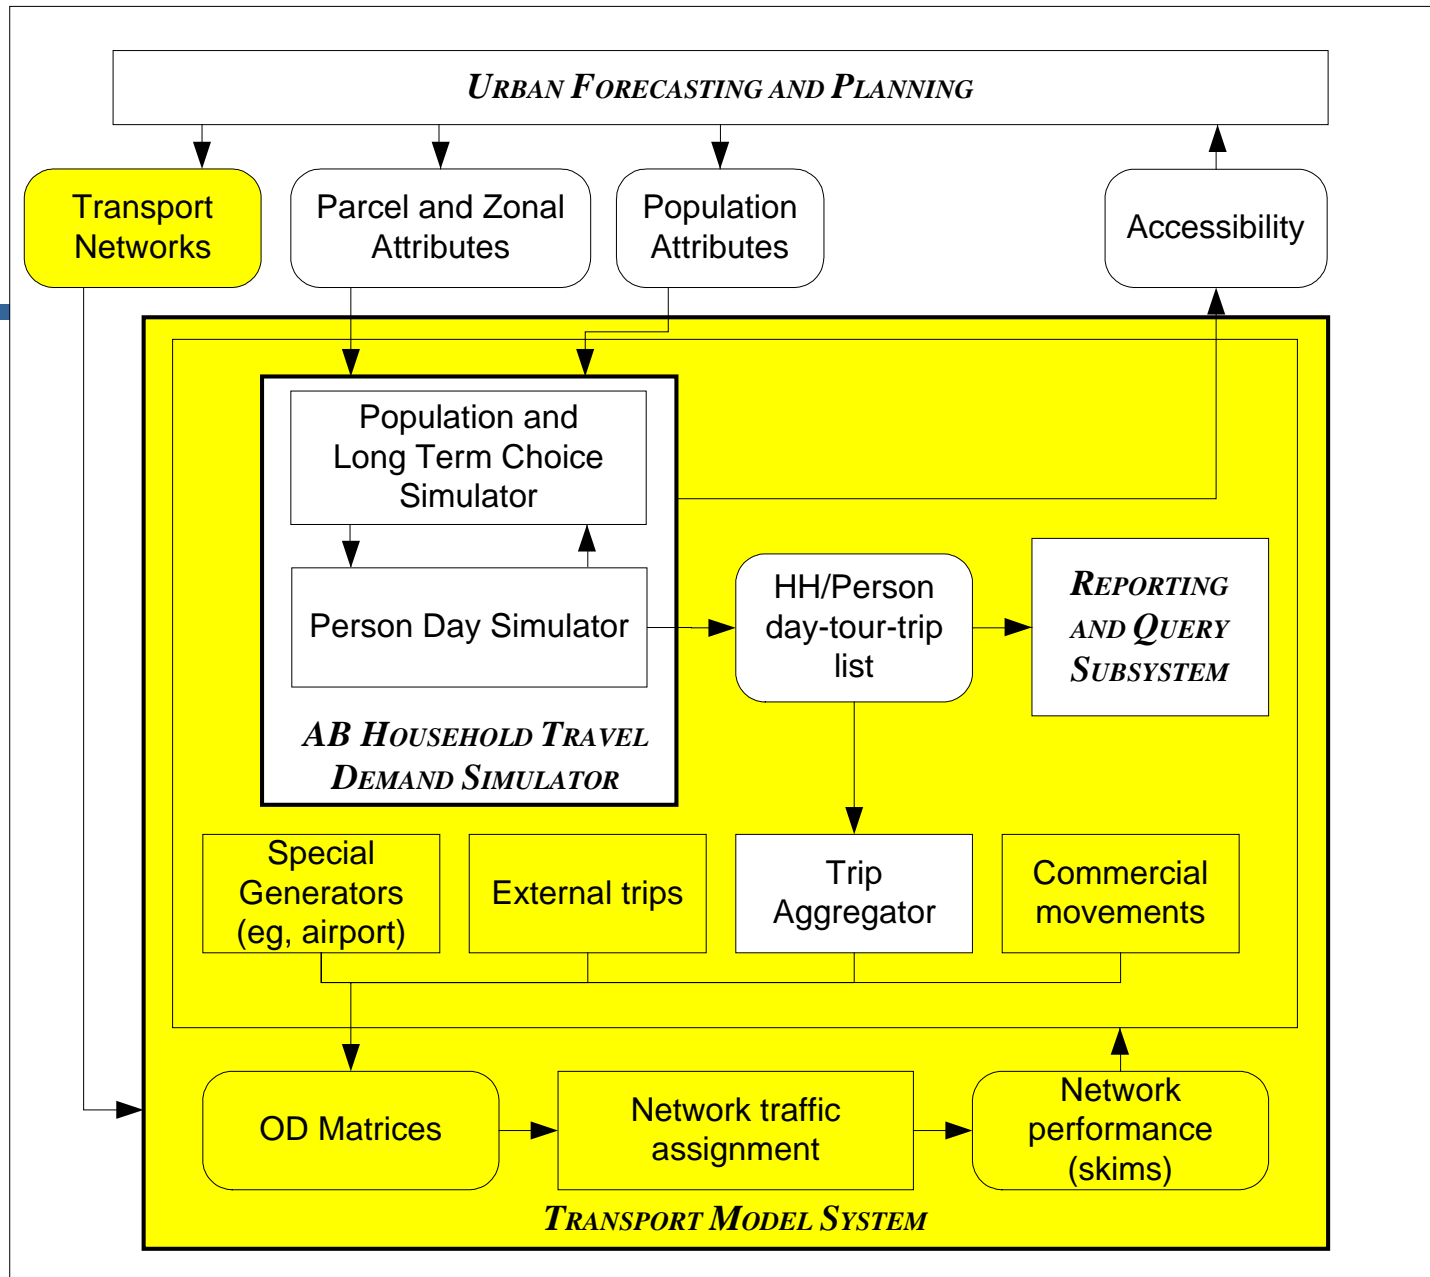 URBAN FORECASTING AND PLANNING
Transport
Networks
Parcel and Zonal
Attributes
Population
Attributes
Accessibility
Population and
Long Term Choice
Simulator
Person Day Simulator
AB HOUSEHOLD TRAVEL
DEMAND SIMULATOR
HH/Person
day-tour-trip
list
REPORTING
AND QUERY
SUBSYSTEM
Special
Generators
(eg, airport)
External trips
Trip
Aggregator
Commercial
movements
OD Matrices
Network traffic
assignment
Network
performance
(skims)
TRANSPORT MODEL SYSTEM